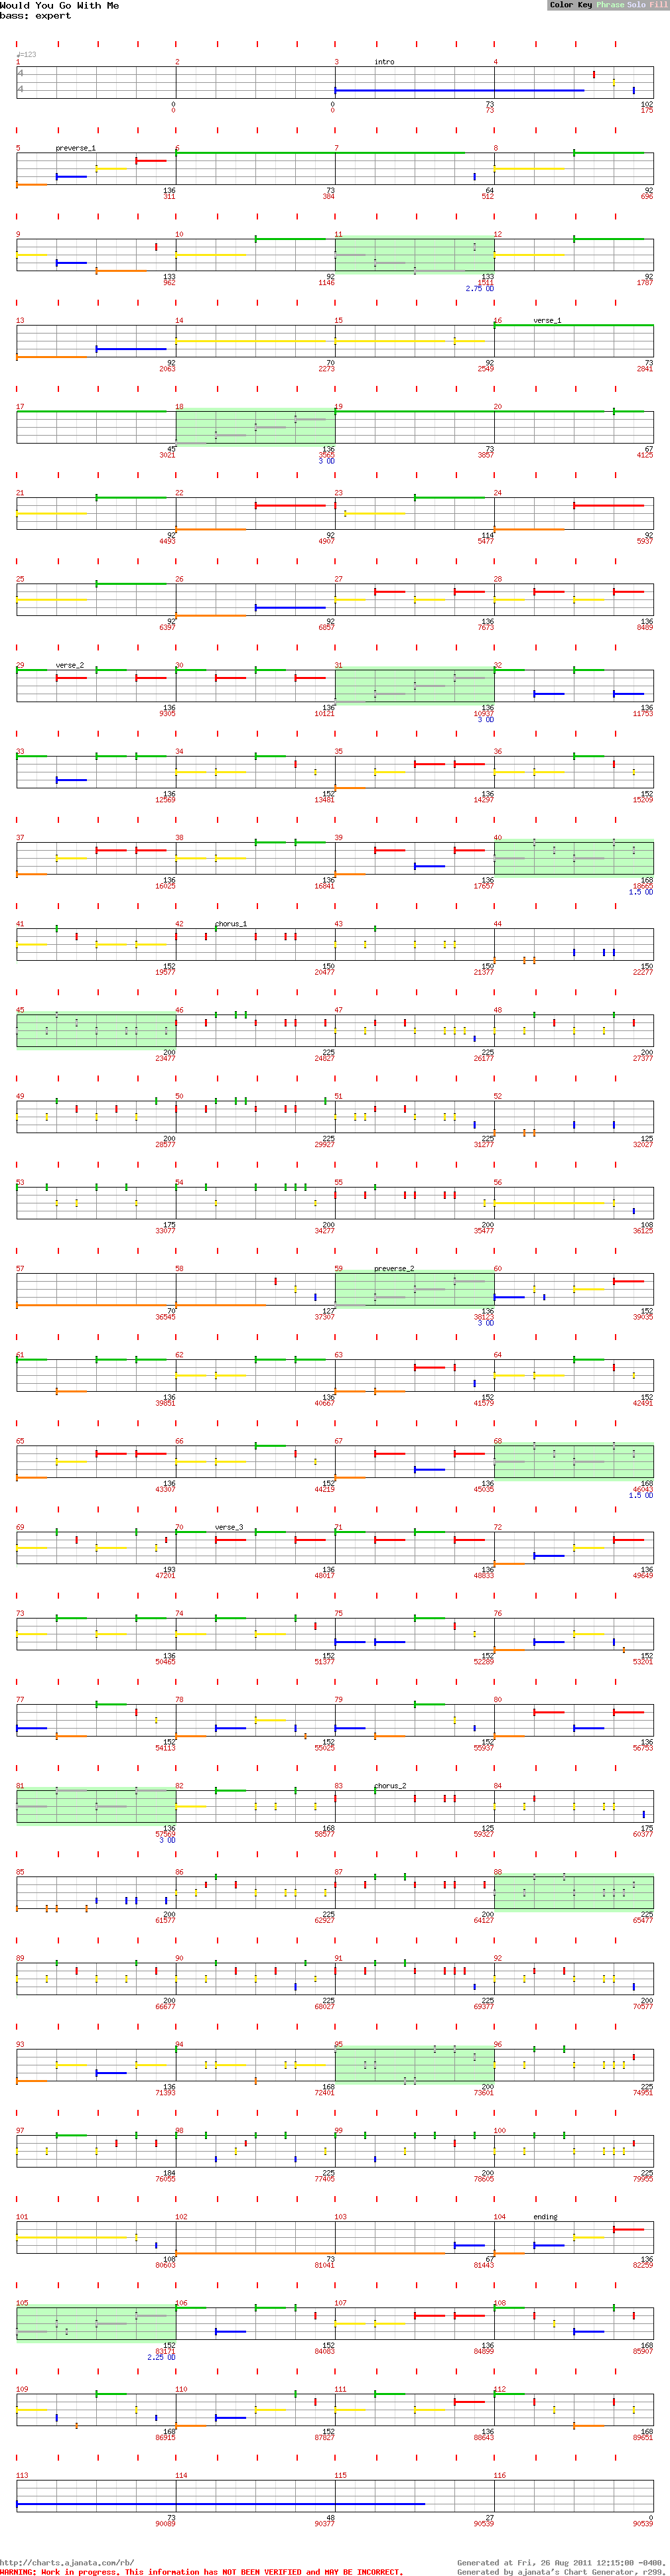 Would You Go With Me
Color Key Phrase Solo Fill
bass: expert
♩=123
1 2 3 intro 4
4
4
0 0 73 102
0 0 73 175
5 preverse_1 6 7 8
136 73 64 92
311 384 512 696
9 10 11 12
133 92 133 92
962 1146 1511 1787
2.75 OD
13 14 15 16 verse_1
92 70 92 73
2063 2273 2549 2841
17 18 19 20
45 136 73 67
3021 3565 3857 4125
3 OD
21 22 23 24
92 92 114 92
4493 4907 5477 5937
25 26 27 28
92 92 136 136
6397 6857 7673 8489
29 verse_2 30 31 32
136 136 136 136
9305 10121 10937 11753
3 OD
33 34 35 36
136 152 136 152
12569 13481 14297 15209
37 38 39 40
136 136 136 168
16025 16841 17657 18665
1.5 OD
41 42 chorus_1 43 44
152 150 150 150
19577 20477 21377 22277
45 46 47 48
200 225 225 200
23477 24827 26177 27377
49 50 51 52
200 225 225 125
28577 29927 31277 32027
53 54 55 56
175 200 200 108
33077 34277 35477 36125
57 58 59 preverse_2 60
70 127 136 152
36545 37307 38123 39035
3 OD
61 62 63 64
136 136 152 152
39851 40667 41579 42491
65 66 67 68
136 152 136 168
43307 44219 45035 46043
1.5 OD
69 70 verse_3 71 72
193 136 136 136
47201 48017 48833 49649
73 74 75 76
136 152 152 152
50465 51377 52289 53201
77 78 79 80
152 152 152 136
54113 55025 55937 56753
81 82 83 chorus_2 84
136 168 125 175
57569 58577 59327 60377
3 OD
85 86 87 88
200 225 200 225
61577 62927 64127 65477
89 90 91 92
200 225 225 200
66677 68027 69377 70577
93 94 95 96
136 168 200 225
71393 72401 73601 74951
97 98 99 100
184 225 200 225
76055 77405 78605 79955
101 102 103 104 ending
108 73 67 136
80603 81041 81443 82259
105 106 107 108
152 152 136 168
83171 84083 84899 85907
2.25 OD
109 110 111 112
168 152 136 168
86915 87827 88643 89651
113 114 115 116
73 48 27 0
90089 90377 90539 90539
http://charts.ajanata.com/rb/
Generated at Fri, 26 Aug 2011 12:15:00 -0400.
WARNING: Work in progress. This information has NOT BEEN VERIFIED and MAY BE INCORRECT.
Generated by ajanata's Chart Generator, r299.